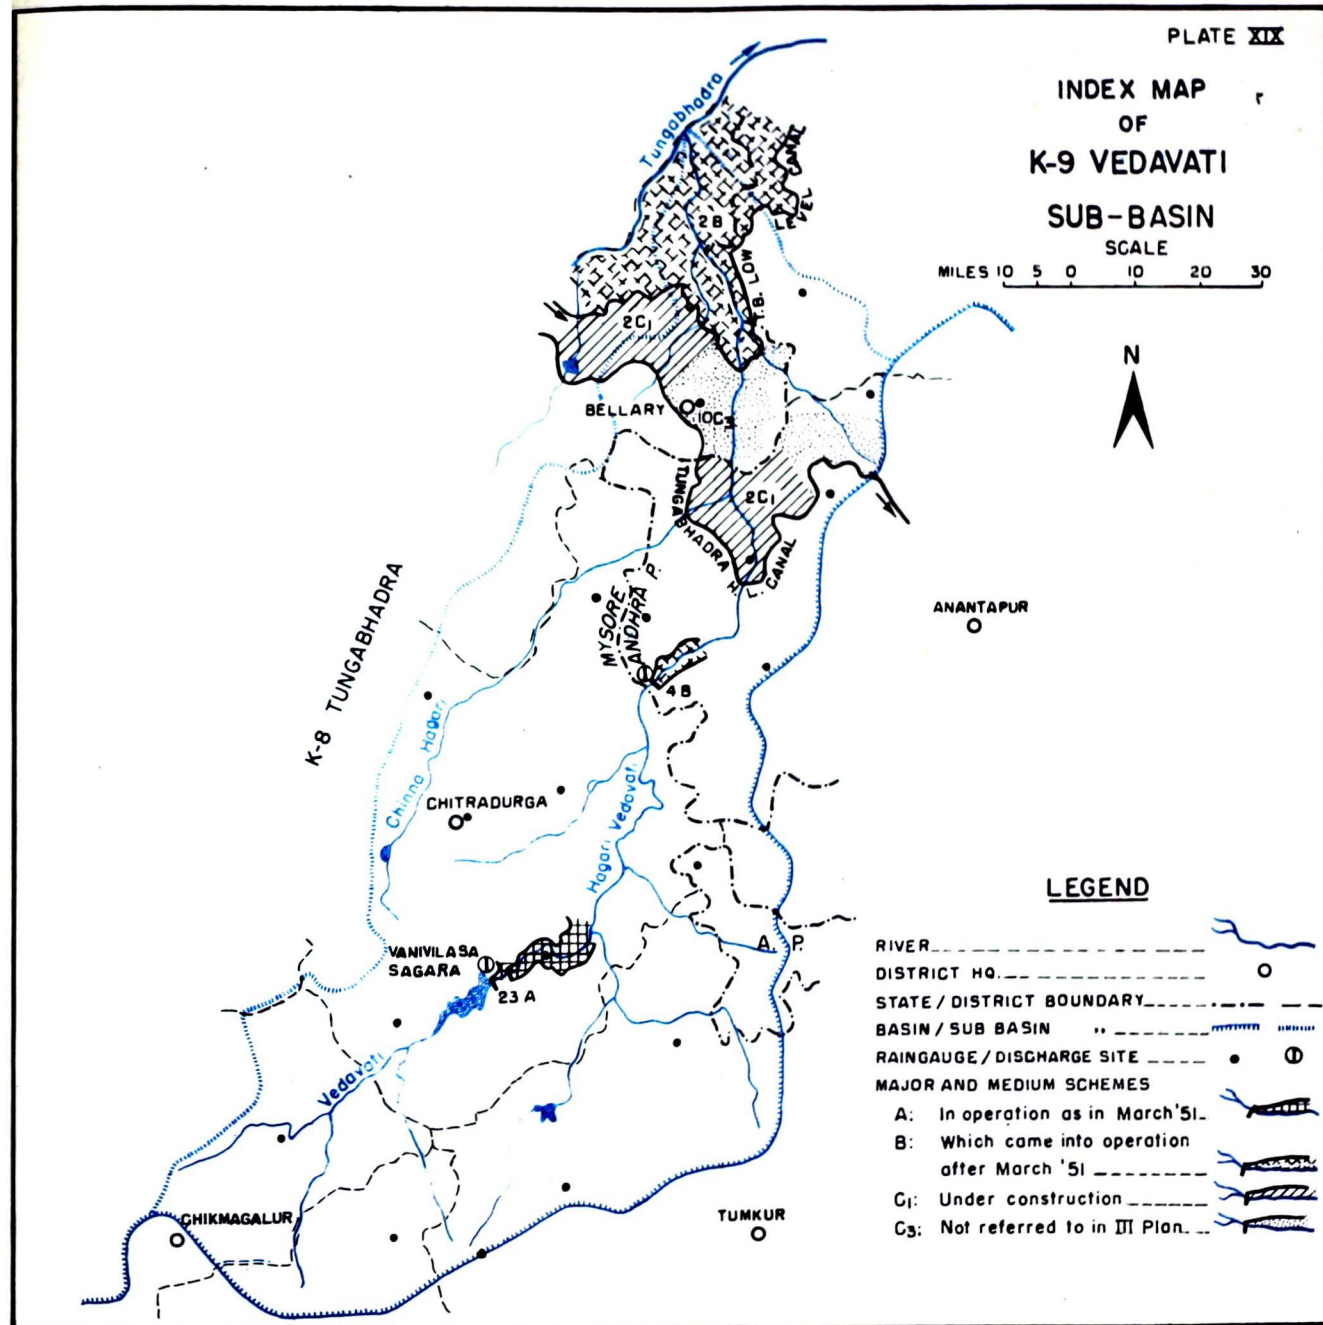 PLATE XIX
INDEX MAP
OF
K-9 VEDAVATI
SUB-BASIN
SCALE
MILES 10 5 0 10 20 30
N
Tungabhadra
T.B. LOW LEVEL CANAL
2B
2C1
BELLARY
10C3
2C1
TUNGABHADRA H.L. CANAL
MYSORE
ANDHRA P.
ANANTAPUR
4B
K-8 TUNGABHADRA
Chinna Hagari
CHITRADURGA
Hagari Vedavati
VANIVILASA
SAGARA
23 A
A. P.
Vedavati
CHIKMAGALUR
TUMKUR
LEGEND
RIVER
DISTRICT HQ.
STATE / DISTRICT BOUNDARY
BASIN / SUB BASIN "
RAINGAUGE / DISCHARGE SITE
MAJOR AND MEDIUM SCHEMES
A: In operation as in March '51
B: Which came into operation
after March '51
C1: Under construction
C3: Not referred to in III Plan